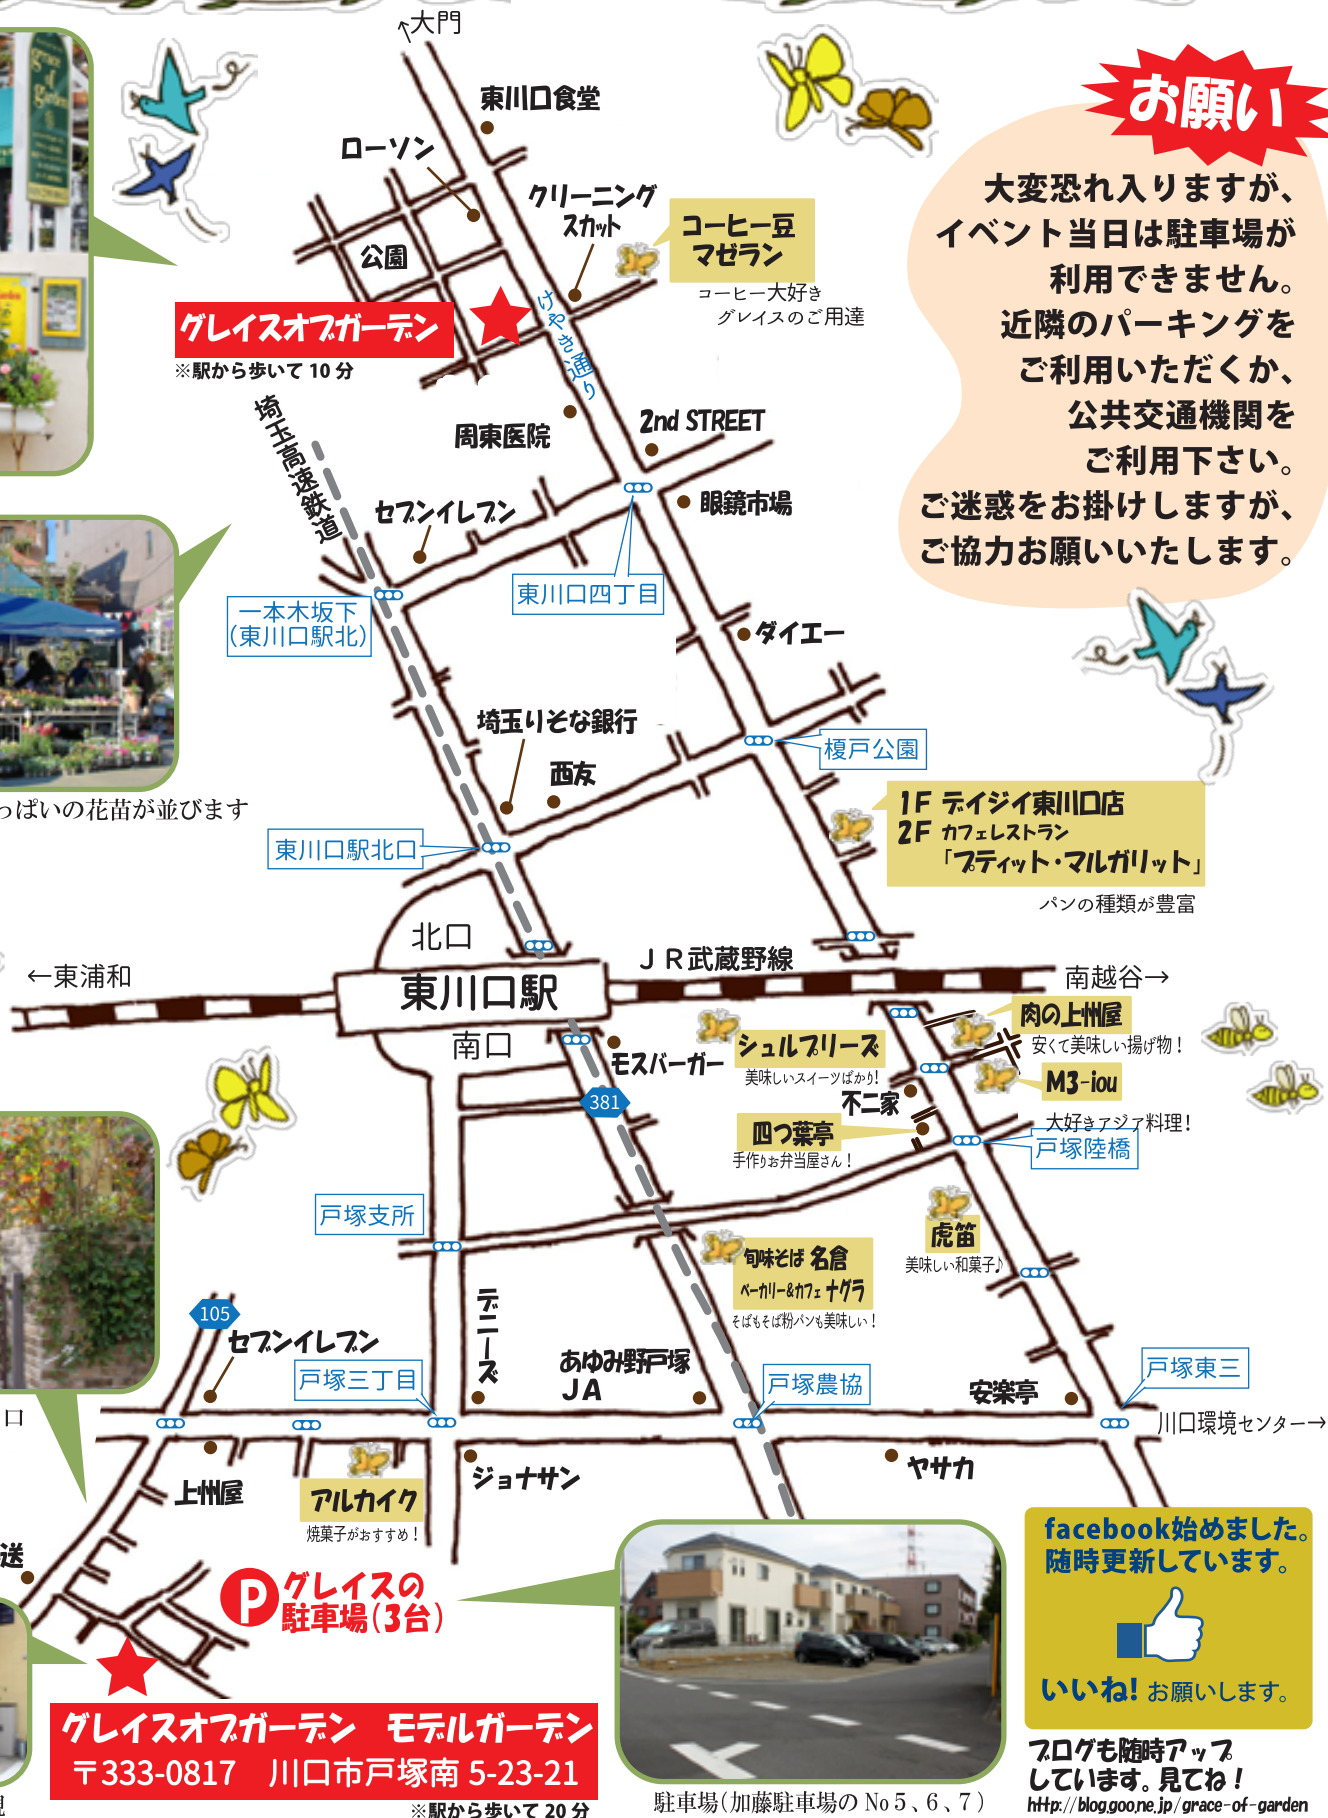 ↖大門
grace
of
garden
東川口食堂
ローソン
クリーニング
スカット
公園
コーヒー豆
マゼラン
コーヒー大好き
グレイスのご用達
お願い
大変恐れ入りますが、
イベント当日は駐車場が
利用できません。
近隣のパーキングを
ご利用いただくか、
公共交通機関を
ご利用下さい。
ご迷惑をお掛けしますが、
ご協力お願いいたします。
グレイスオブガーデン
※駅から歩いて10分
けやき通り
埼玉高速鉄道
周東医院
2nd STREET
眼鏡市場
セブンイレブン
東川口四丁目
一本木坂下
(東川口駅北)
ダイエー
埼玉りそな銀行
西友
榎戸公園
っぱいの花苗が並びます
東川口駅北口
1F デイジイ東川口店
2F カフェレストラン
「プティット・マルガリット」
パンの種類が豊富
北口
JR武蔵野線
←東浦和
東川口駅
南越谷→
南口
モスバーガー
シュルプリーズ
美味しいスイーツばかり!
肉の上州屋
安くて美味しい揚げ物!
M3-iou
大好きアジア料理!
不二家
381
四つ葉亭
手作りお弁当屋さん!
戸塚陸橋
戸塚支所
虎笛
美味しい和菓子♪
旬味そば 名倉
ベーカリー&カフェ ナグラ
そばもそば粉パンも美味しい!
105
セブンイレブン
デニーズ
戸塚三丁目
あゆみ野戸塚
JA
戸塚農協
安楽亭
戸塚東三
口
川口環境センター→
上州屋
アルカイク
焼菓子がおすすめ!
ジョナサン
ヤサカ
送
P
グレイスの
駐車場(3台)
facebook始めました。
随時更新しています。
いいね! お願いします。
グレイスオブガーデン モデルガーデン
〒333-0817 川口市戸塚南5-23-21
※駅から歩いて20分
駐車場(加藤駐車場のNo5、6、7)
ブログも随時アップ
しています。見てね!
http://blog.goo.ne.jp/grace-of-garden